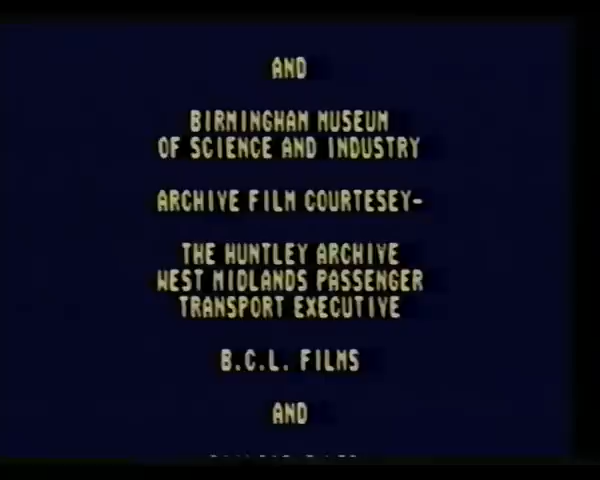 AND
BIRMINGHAM MUSEUM
OF SCIENCE AND INDUSTRY
ARCHIVE FILM COURTESEY-
THE HUNTLEY ARCHIVE
WEST MIDLANDS PASSENGER
TRANSPORT EXECUTIVE
B.C.L. FILMS
AND